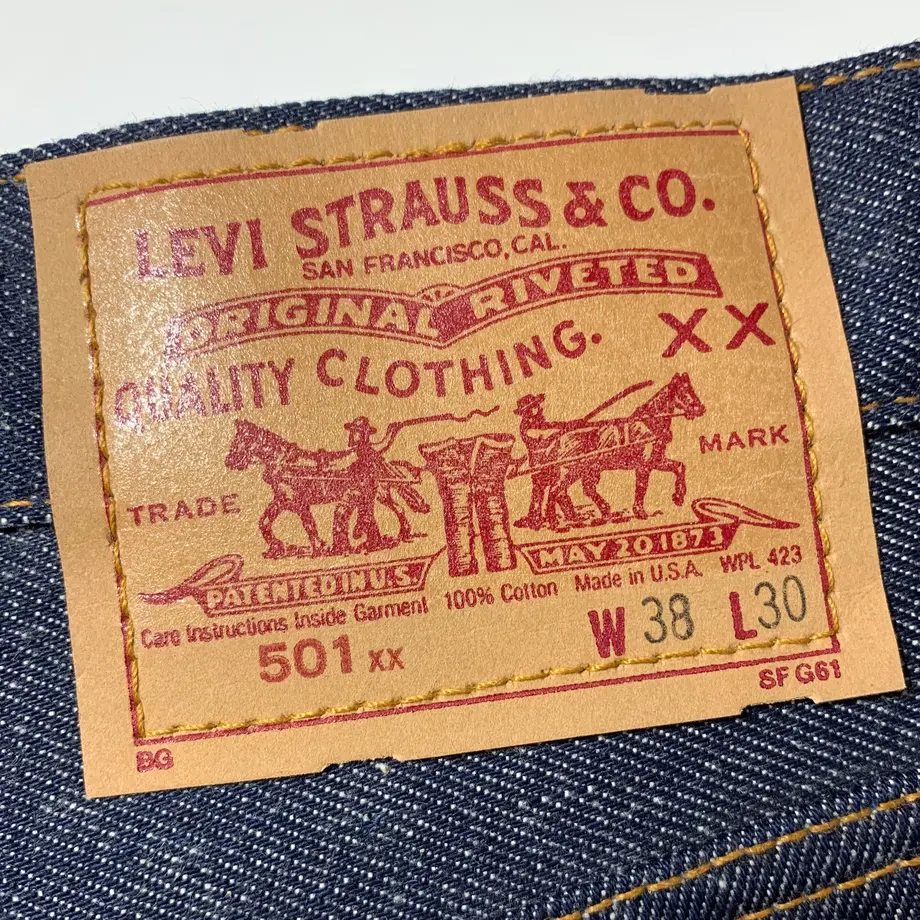 LEVI STRAUSS & CO.
SAN FRANCISCO, CAL.
ORIGINAL RIVETED
QUALITY CLOTHING.
XX
TRADE MARK
PATENTED IN U.S. MAY 20 1873
Care Instructions Inside Garment 100% Cotton Made in U.S.A. WPL 423
501 XX W 38 L 30
SF G61
BG